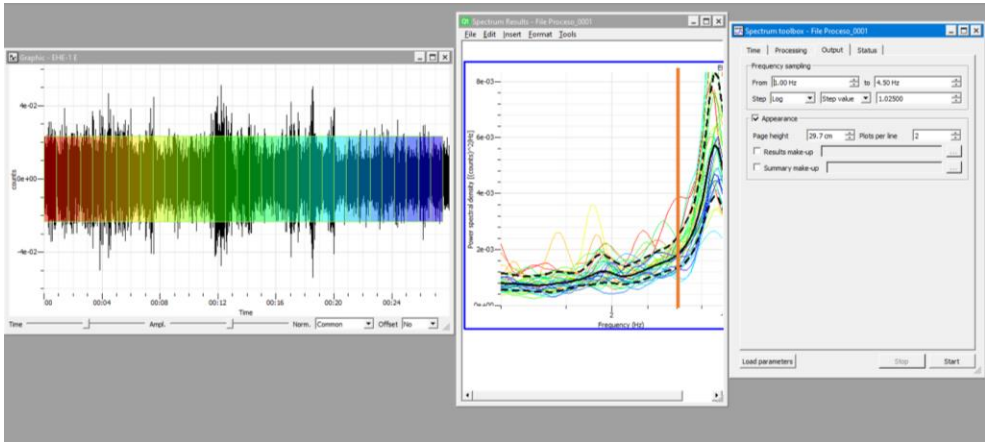 Graphic - EHE-1 E
4e-02
0e+00
-4e-02
counts
:00
00:04
00:08
00:12
00:16
00:20
00:24
Time
Time
Ampl.
Norm.
Common
Offset
No
Spectrum Results - File Proceso_0001
File Edit Insert Format Tools
8e-03
6e-03
4e-03
2e-03
0e+00
Power spectral density [(counts)^2/Hz]
2
Frequency (Hz)
Spectrum toolbox - File Proceso_0001
Time Processing Output Status
Frequency sampling
From 1.00 Hz to 4.50 Hz
Step Log Step value 1.02500
Appearance
Page height 29.7 cm Plots per line 2
Results make-up ...
Summary make-up ...
Load parameters Stop Start